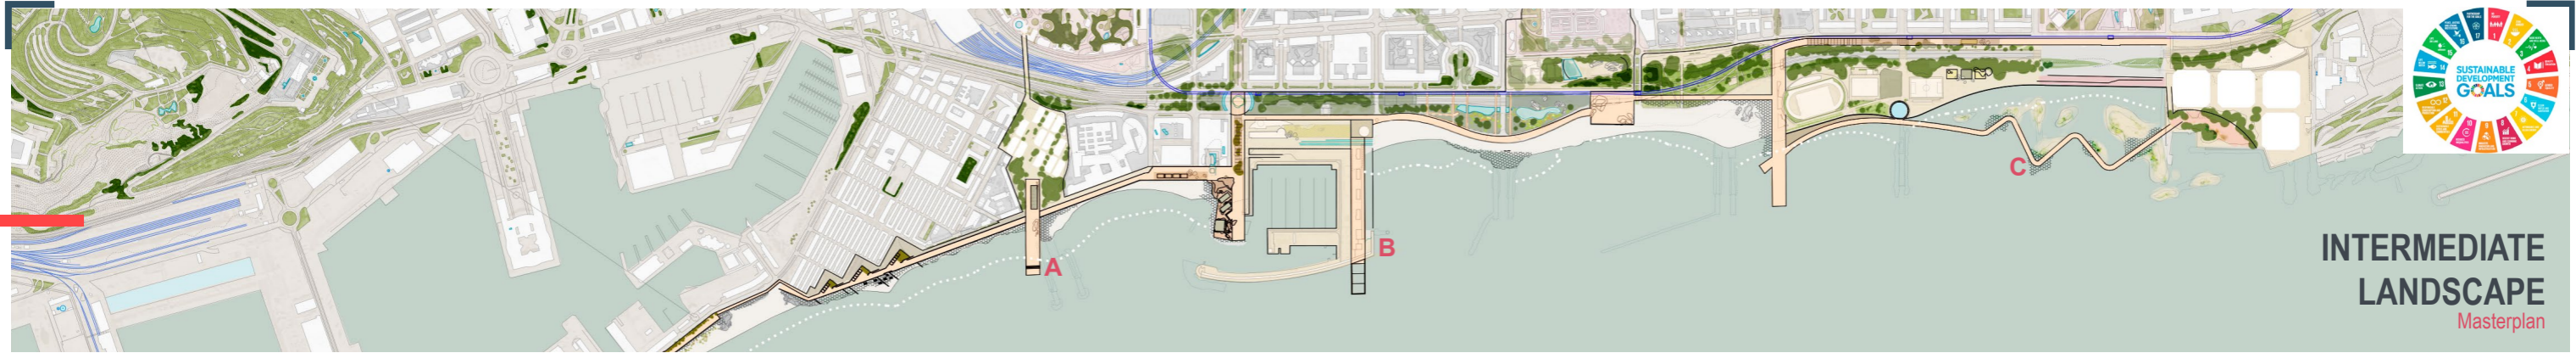 SUSTAINABLE
DEVELOPMENT
GOALS
A
B
C
INTERMEDIATE
LANDSCAPE
Masterplan